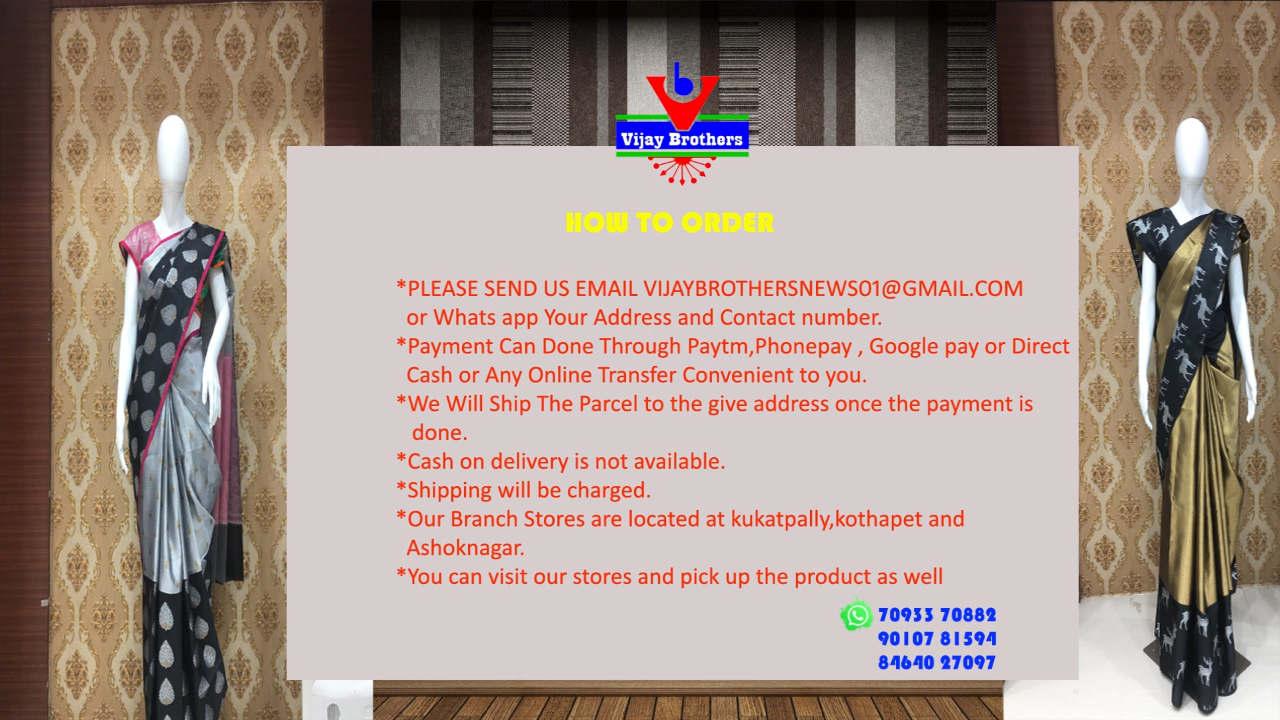 b
Vijay Brothers
HOW TO ORDER
*PLEASE SEND US EMAIL VIJAYBROTHERSNEWS01@GMAIL.COM
or Whats app Your Address and Contact number.
*Payment Can Done Through Paytm,Phonepay , Google pay or Direct
Cash or Any Online Transfer Convenient to you.
*We Will Ship The Parcel to the give address once the payment is
done.
*Cash on delivery is not available.
*Shipping will be charged.
*Our Branch Stores are located at kukatpally,kothapet and
Ashoknagar.
*You can visit our stores and pick up the product as well
70933 70882
90107 81594
84640 27097